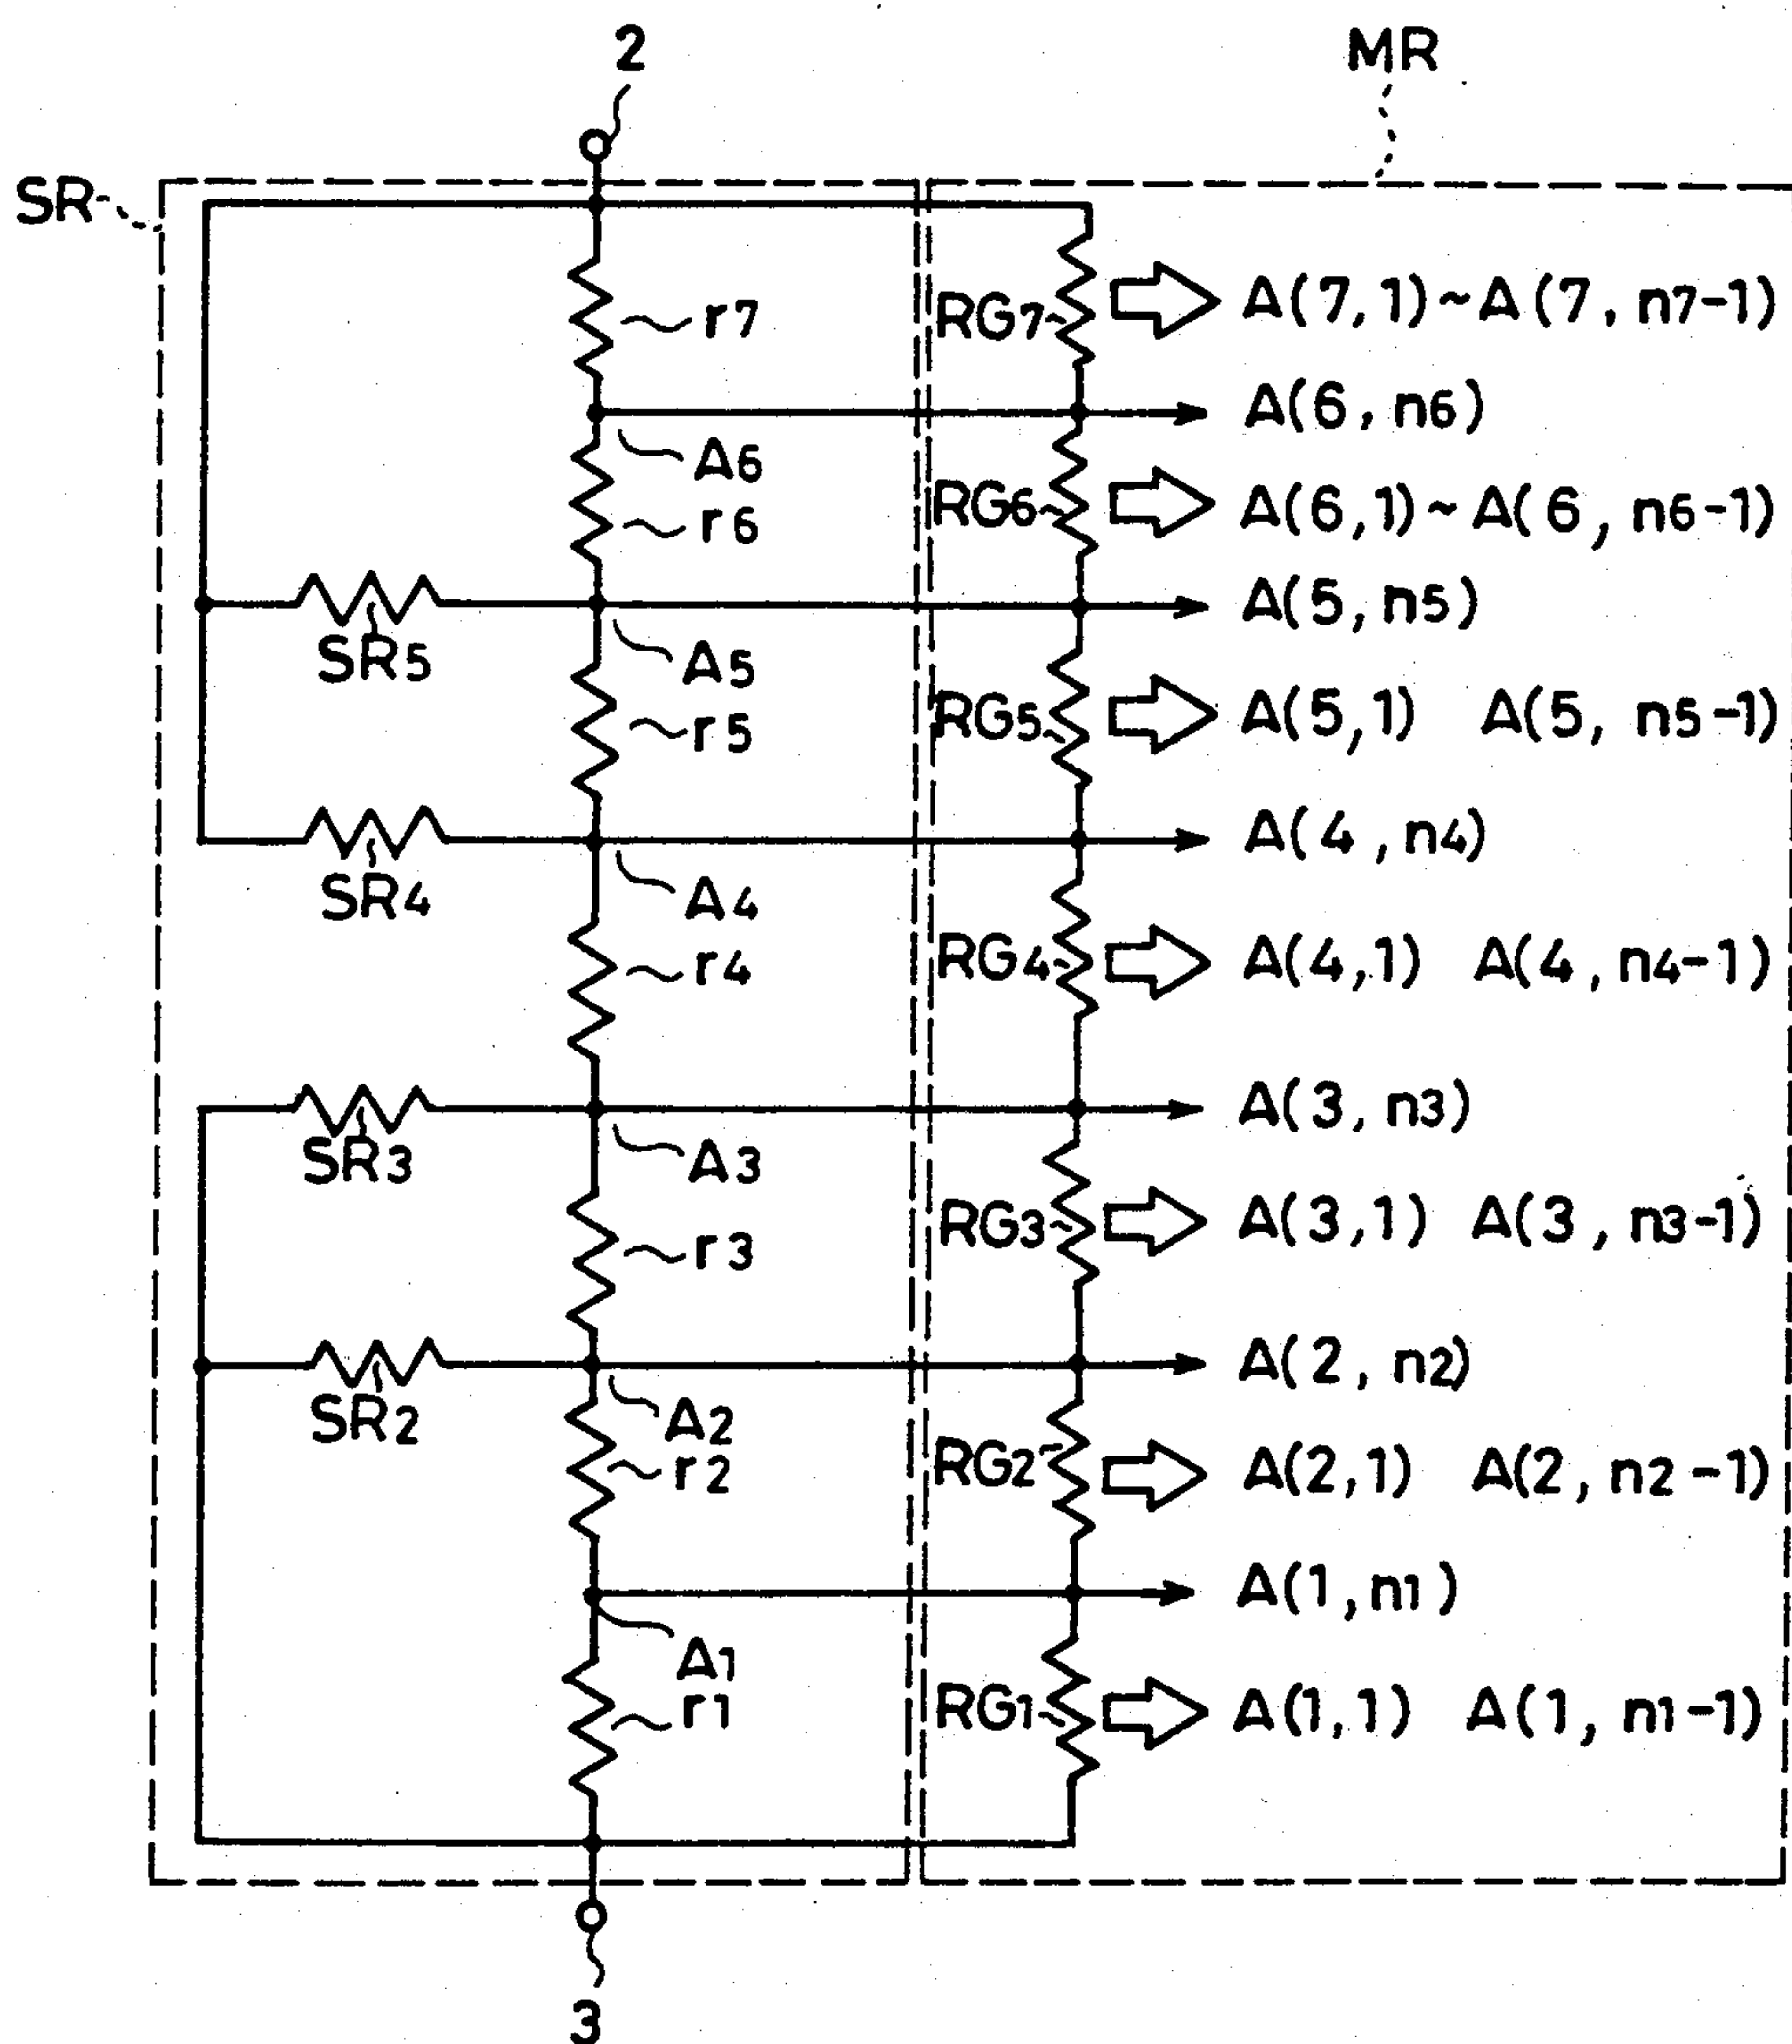 2
MR
SR
r7
RG7
A(7,1)~A(7,n7-1)
A(6,n6)
A6
r6
RG6
A(6,1)~A(6,n6-1)
A(5,n5)
SR5
A5
r5
RG5
A(5,1) A(5,n5-1)
A(4,n4)
SR4
A4
r4
RG4
A(4,1) A(4,n4-1)
A(3,n3)
SR3
A3
r3
RG3
A(3,1) A(3,n3-1)
A(2,n2)
SR2
A2
r2
RG2
A(2,1) A(2,n2-1)
A(1,n1)
A1
r1
RG1
A(1,1) A(1,n1-1)
3